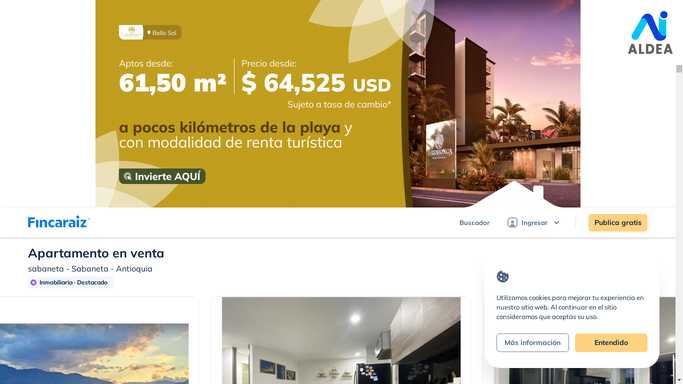 Bello Sol
Aptos desde:
61,50 m²
Precio desde:
$ 64,525 USD
Sujeto a tasa de cambio*
a pocos kilómetros de la playa y
con modalidad de renta turística
Invierte AQUÍ
ALDEA
Fincaraiz
Buscador
Ingresar
Publica gratis
Apartamento en venta
sabaneta - Sabaneta - Antioquia
Inmobiliario · Destacado
Utilizamos cookies para mejorar tu experiencia en
nuestro sitio web. Al continuar en el sitio
consideramos que aceptas su uso.
Más información
Entendido